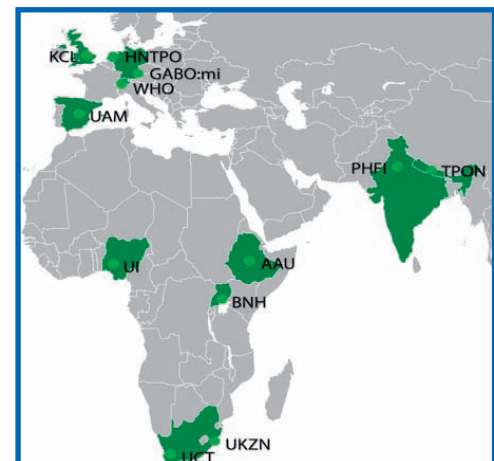 KCL
HNTPO
GABO:mi
WHO
UAM
PHFI
TPON
UI
AAU
BNH
UKZN
UCT